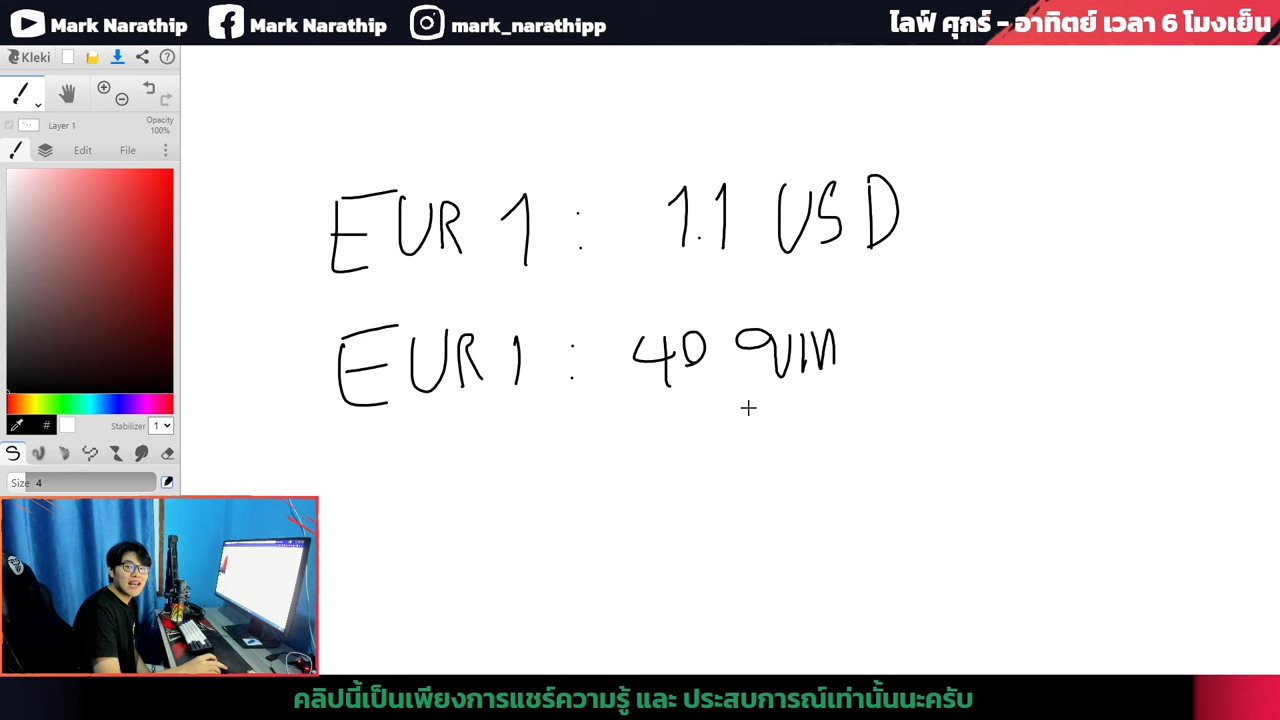 Mark Narathip Mark Narathip mark_narathipp ไลฟ์ ศุกร์ - อาทิตย์ เวลา 6 โมงเย็น
Kleki
Opacity
100%
Layer 1
Edit File
Stabilizer 1
Size 4
EUR 1 : 1.1 USD
EUR 1 : 40 บาท
คลิปนี้เป็นเพียงการแชร์ความรู้ และ ประสบการณ์เท่านั้นนะครับ